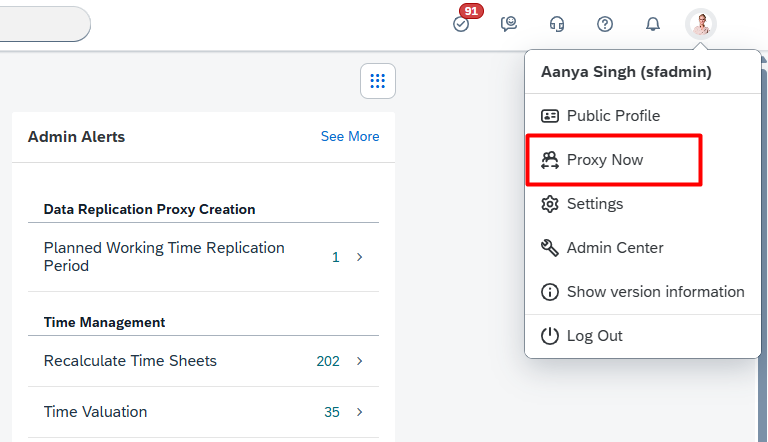 91
Aanya Singh (sfadmin)
Public Profile
Proxy Now
Settings
Admin Center
Show version information
Log Out
Admin Alerts
See More
Data Replication Proxy Creation
Planned Working Time Replication
Period
1
Time Management
Recalculate Time Sheets
202
Time Valuation
35